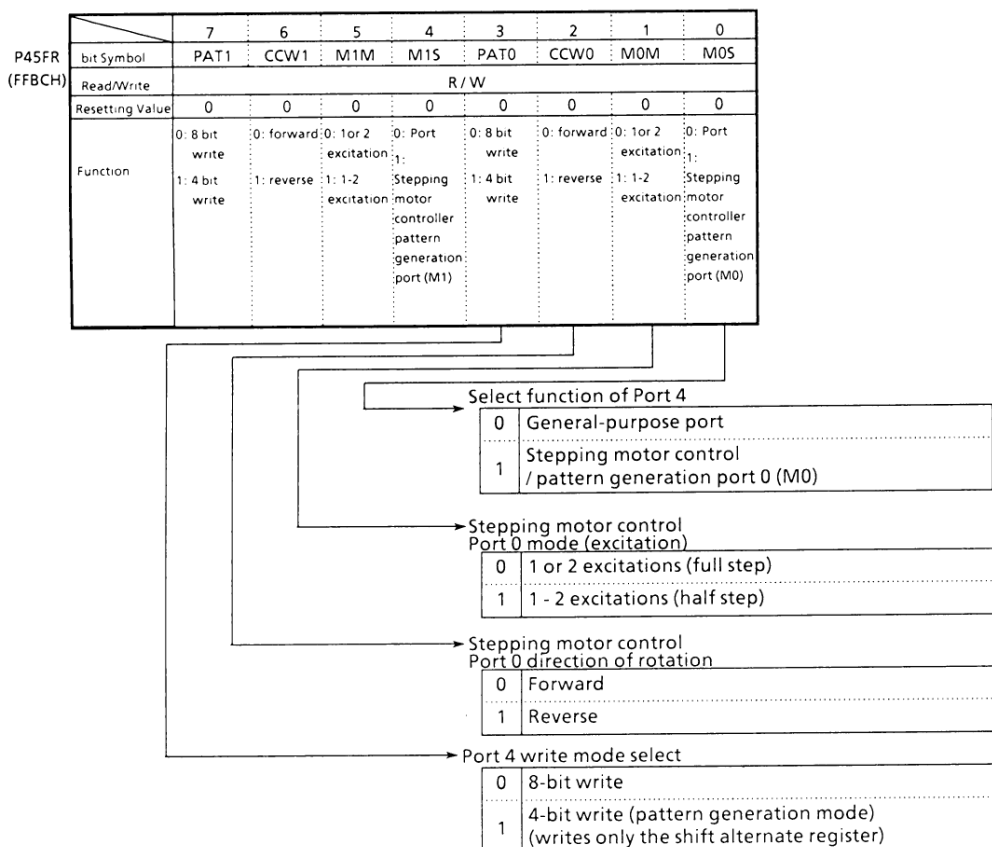 7 6 5 4 3 2 1 0
P45FR
(FFBCH)
bit Symbol PAT1 CCW1 M1M M1S PAT0 CCW0 M0M M0S
Read/Write R / W
Resetting Value 0 0 0 0 0 0 0 0
Function
0: 8 bit write
1: 4 bit write
0: forward
1: reverse
0: 1or 2 excitation
1: 1-2 excitation
0: Port
1:
Stepping
motor
controller
pattern
generation
port (M1)
0: 8 bit write
1: 4 bit write
0: forward
1: reverse
0: 1or 2 excitation
1: 1-2 excitation
0: Port
1:
Stepping
motor
controller
pattern
generation
port (M0)
Select function of Port 4
0 General-purpose port
1 Stepping motor control
/ pattern generation port 0 (M0)
Stepping motor control
Port 0 mode (excitation)
0 1 or 2 excitations (full step)
1 1 - 2 excitations (half step)
Stepping motor control
Port 0 direction of rotation
0 Forward
1 Reverse
Port 4 write mode select
0 8-bit write
1 4-bit write (pattern generation mode)
(writes only the shift alternate register)